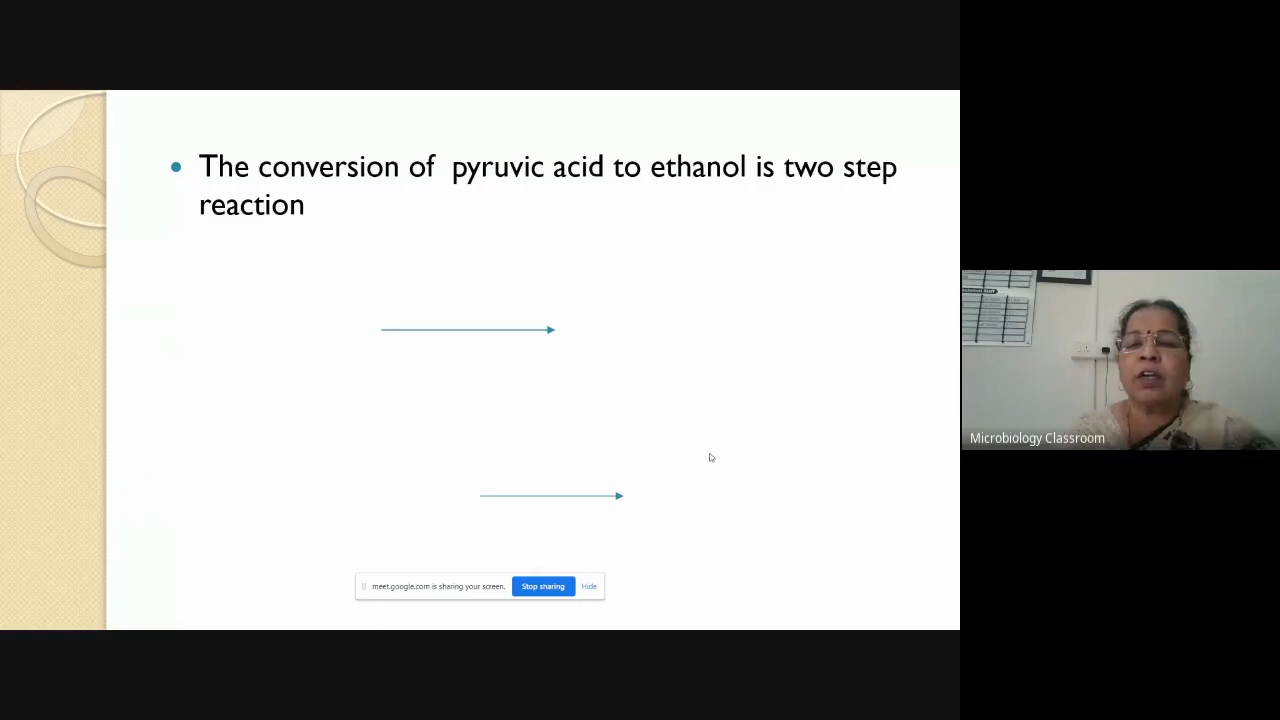 The conversion of pyruvic acid to ethanol is two step
reaction
meet.google.com is sharing your screen.
Stop sharing
Hide
Microbiology Classroom